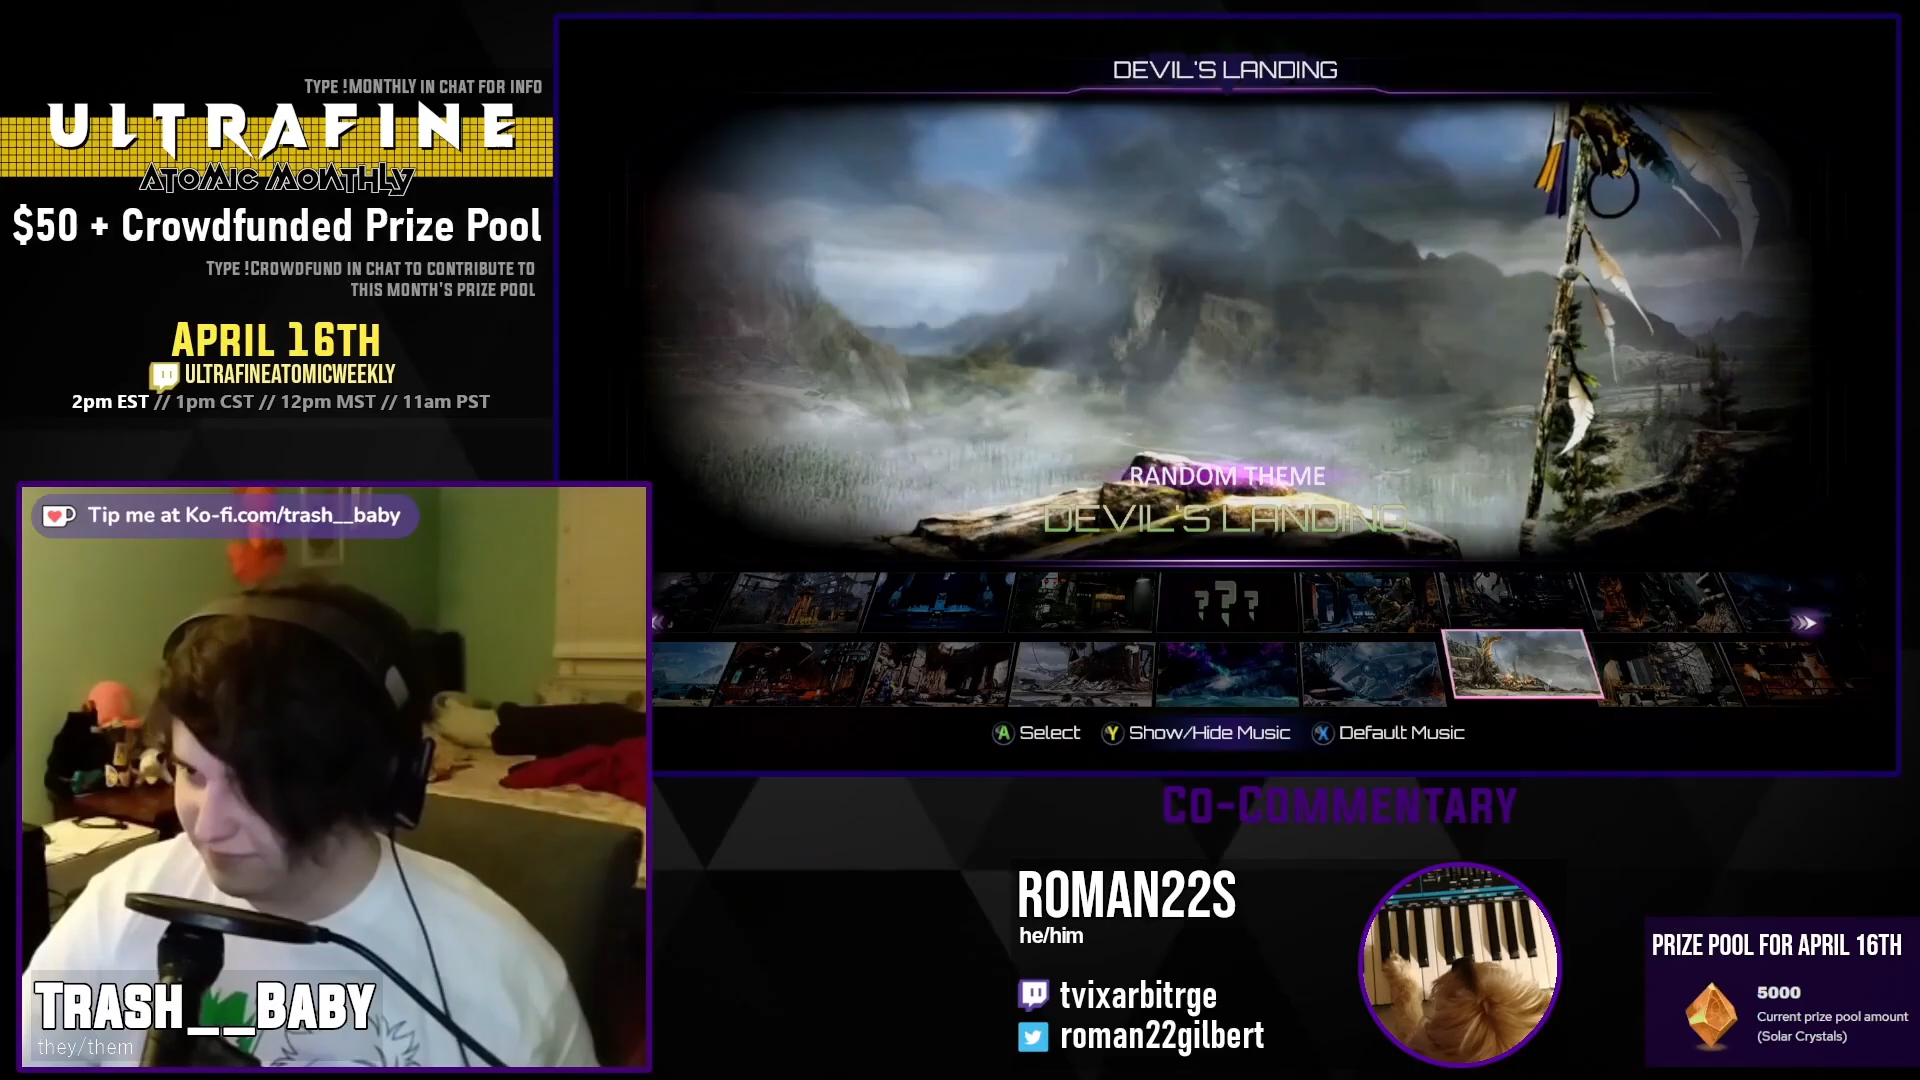 TYPE !MONTHLY IN CHAT FOR INFO
ULTRAFINE
ATOMIC MONTHLY
$50 + Crowdfunded Prize Pool
TYPE !CROWDFUND IN CHAT TO CONTRIBUTE TO
THIS MONTH'S PRIZE POOL
APRIL 16TH
ULTRAFINEATOMICWEEKLY
2pm EST // 1pm CST // 12pm MST // 11am PST
DEVIL'S LANDING
RANDOM THEME
DEVIL'S LANDING
???
A Select Y Show/Hide Music X Default Music
Tip me at Ko-fi.com/trash__baby
TRASH__BABY
they/them
CO-COMMENTARY
ROMAN22S
he/him
tvixarbitrge
roman22gilbert
PRIZE POOL FOR APRIL 16TH
5000
Current prize pool amount
(Solar Crystals)